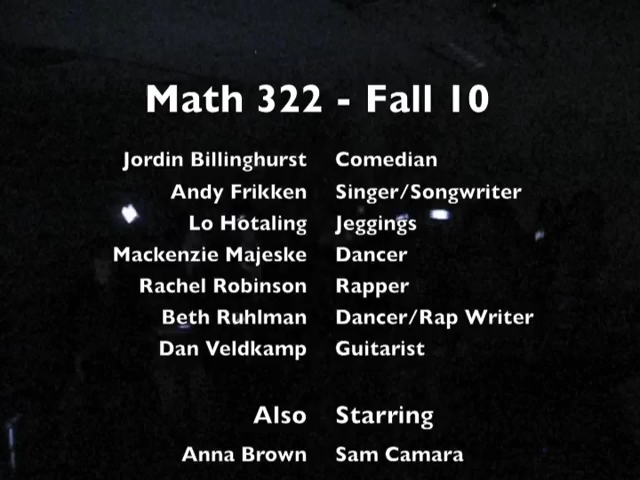 Math 322 - Fall 10
Jordin Billinghurst Comedian
Andy Frikken Singer/Songwriter
Lo Hotaling Jeggings
Mackenzie Majeske Dancer
Rachel Robinson Rapper
Beth Ruhlman Dancer/Rap Writer
Dan Veldkamp Guitarist
Also Starring
Anna Brown Sam Camara